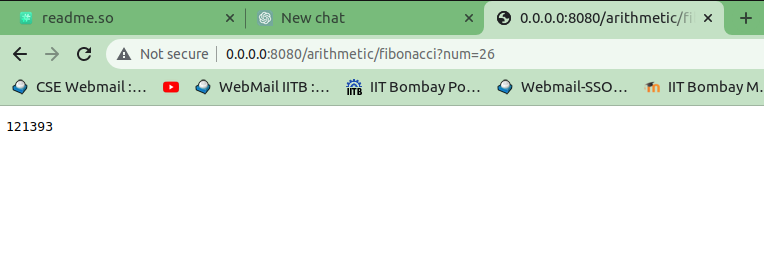 readme.so New chat 0.0.0.0:8080/arithmetic/fi
Not secure 0.0.0.0:8080/arithmetic/fibonacci?num=26
CSE Webmail :... WebMail IITB :... IITB IIT Bombay Po... Webmail-SSO... IIT Bombay M.
121393